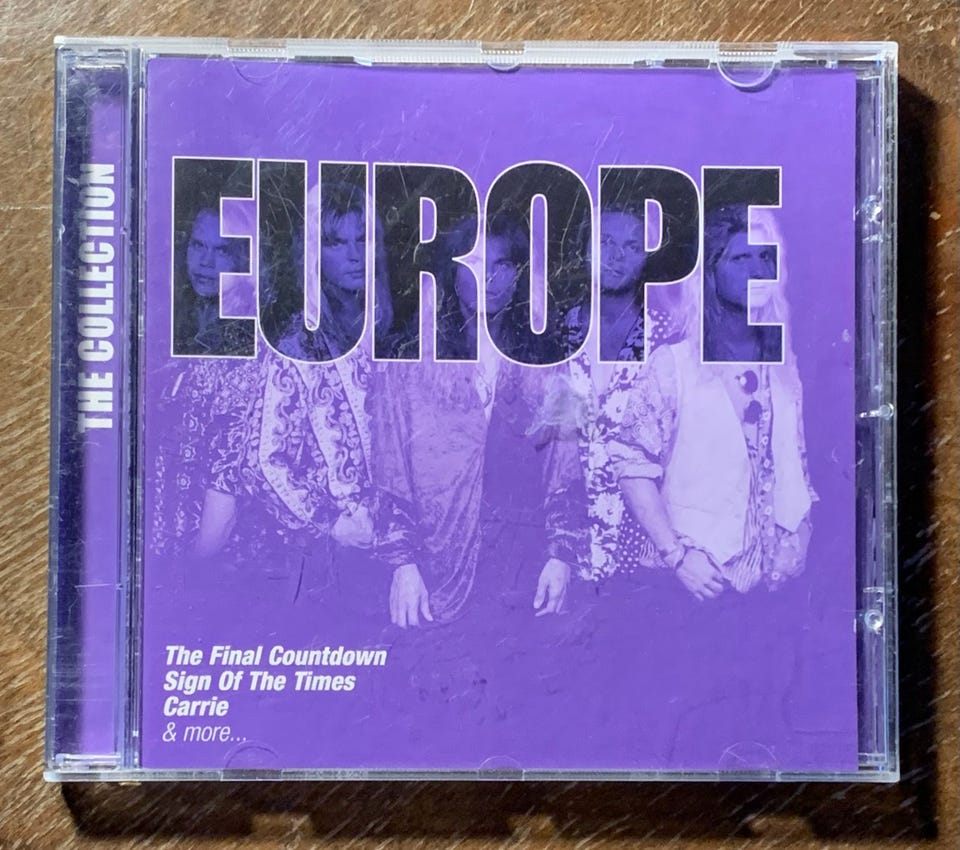 THE COLLECTION
EUROPE
The Final Countdown
Sign Of The Times
Carrie
& more...